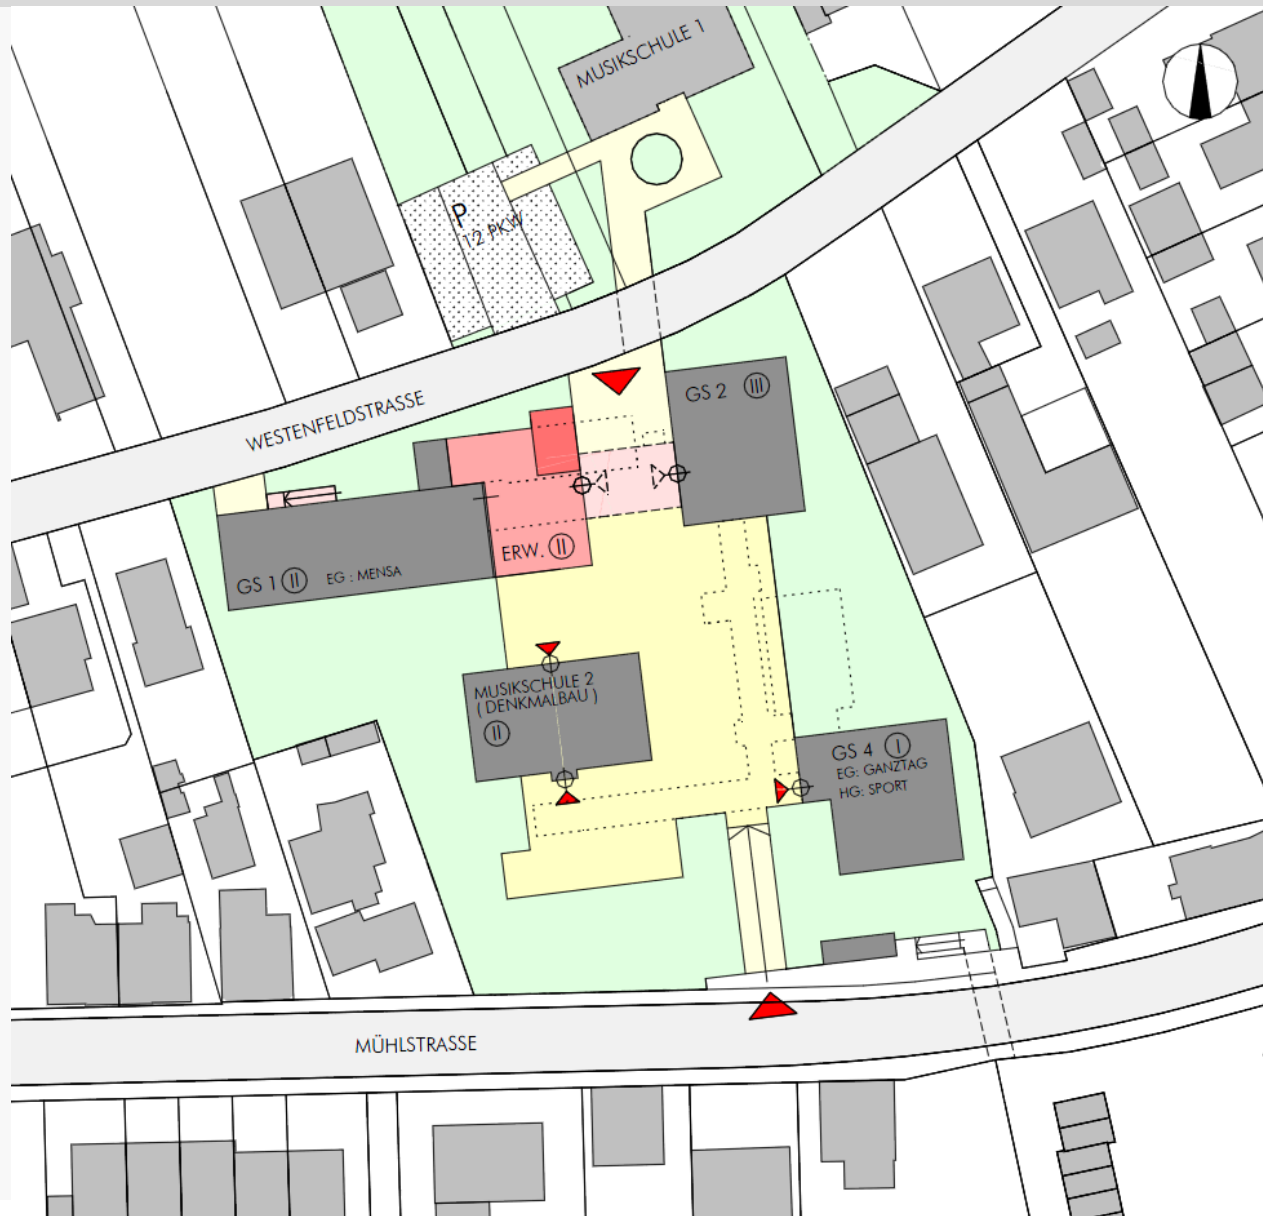 MUSIKSCHULE 1
P
12 PKW
WESTENFELDSTRASSE
GS 2 III
ERW. II
GS 1 II EG : MENSA
MUSIKSCHULE 2
( DENKMALBAU )
II
GS 4 I
EG: GANZTAG
HG: SPORT
MÜHLSTRASSE